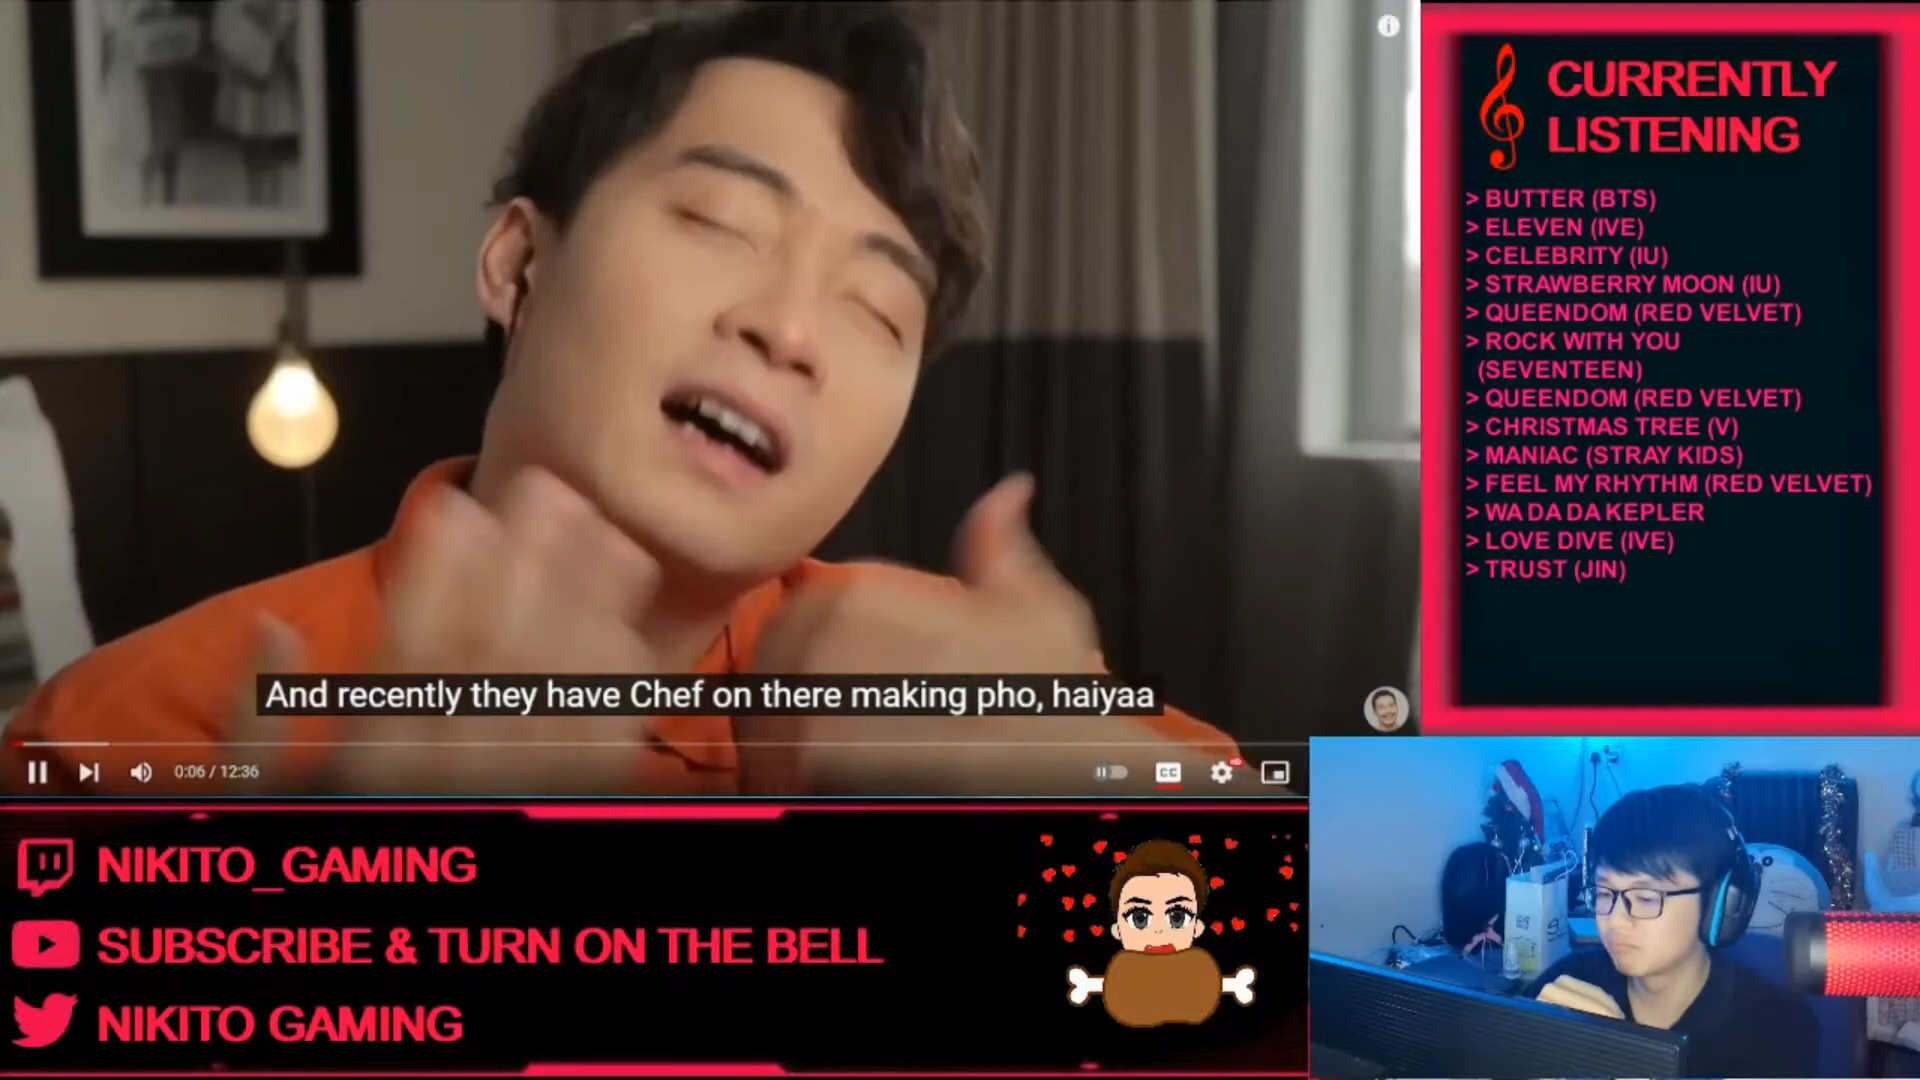 CURRENTLY
LISTENING
> BUTTER (BTS)
> ELEVEN (IVE)
> CELEBRITY (IU)
> STRAWBERRY MOON (IU)
> QUEENDOM (RED VELVET)
> ROCK WITH YOU
(SEVENTEEN)
> QUEENDOM (RED VELVET)
> CHRISTMAS TREE (V)
> MANIAC (STRAY KIDS)
> FEEL MY RHYTHM (RED VELVET)
> WA DA DA KEPLER
> LOVE DIVE (IVE)
> TRUST (JIN)
And recently they have Chef on there making pho, haiyaa
0:06 / 12:36
CC
HD
NIKITO_GAMING
SUBSCRIBE & TURN ON THE BELL
NIKITO GAMING